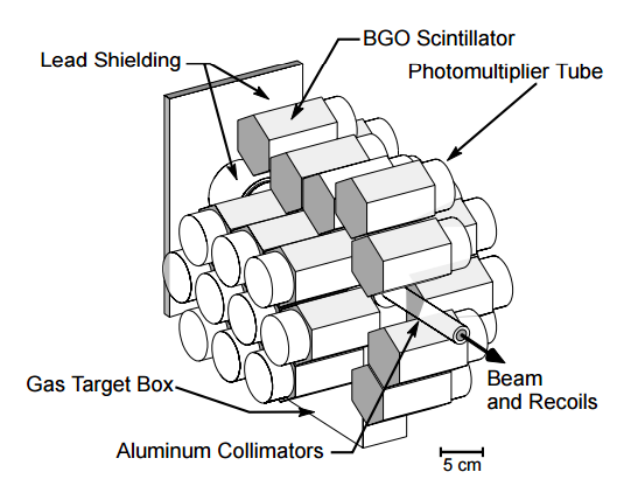 BGO Scintillator
Lead Shielding
Photomultiplier Tube
Gas Target Box
Beam
and Recoils
Aluminum Collimators
5 cm